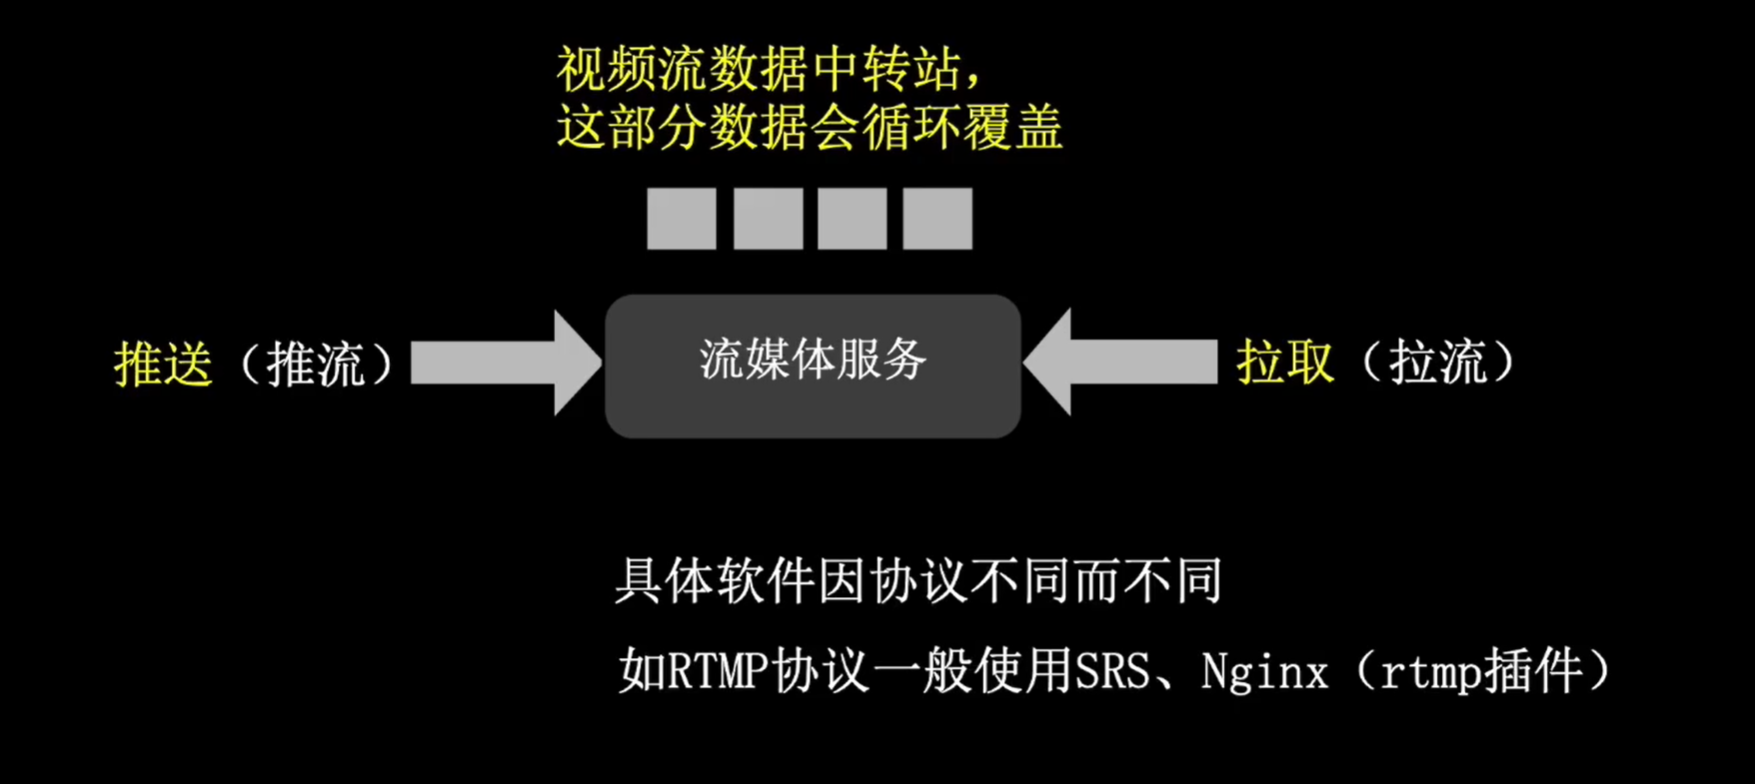 视频流数据中转站，
这部分数据会循环覆盖
推送（推流）
流媒体服务
拉取（拉流）
具体软件因协议不同而不同
如RTMP协议一般使用SRS、Nginx（rtmp插件）